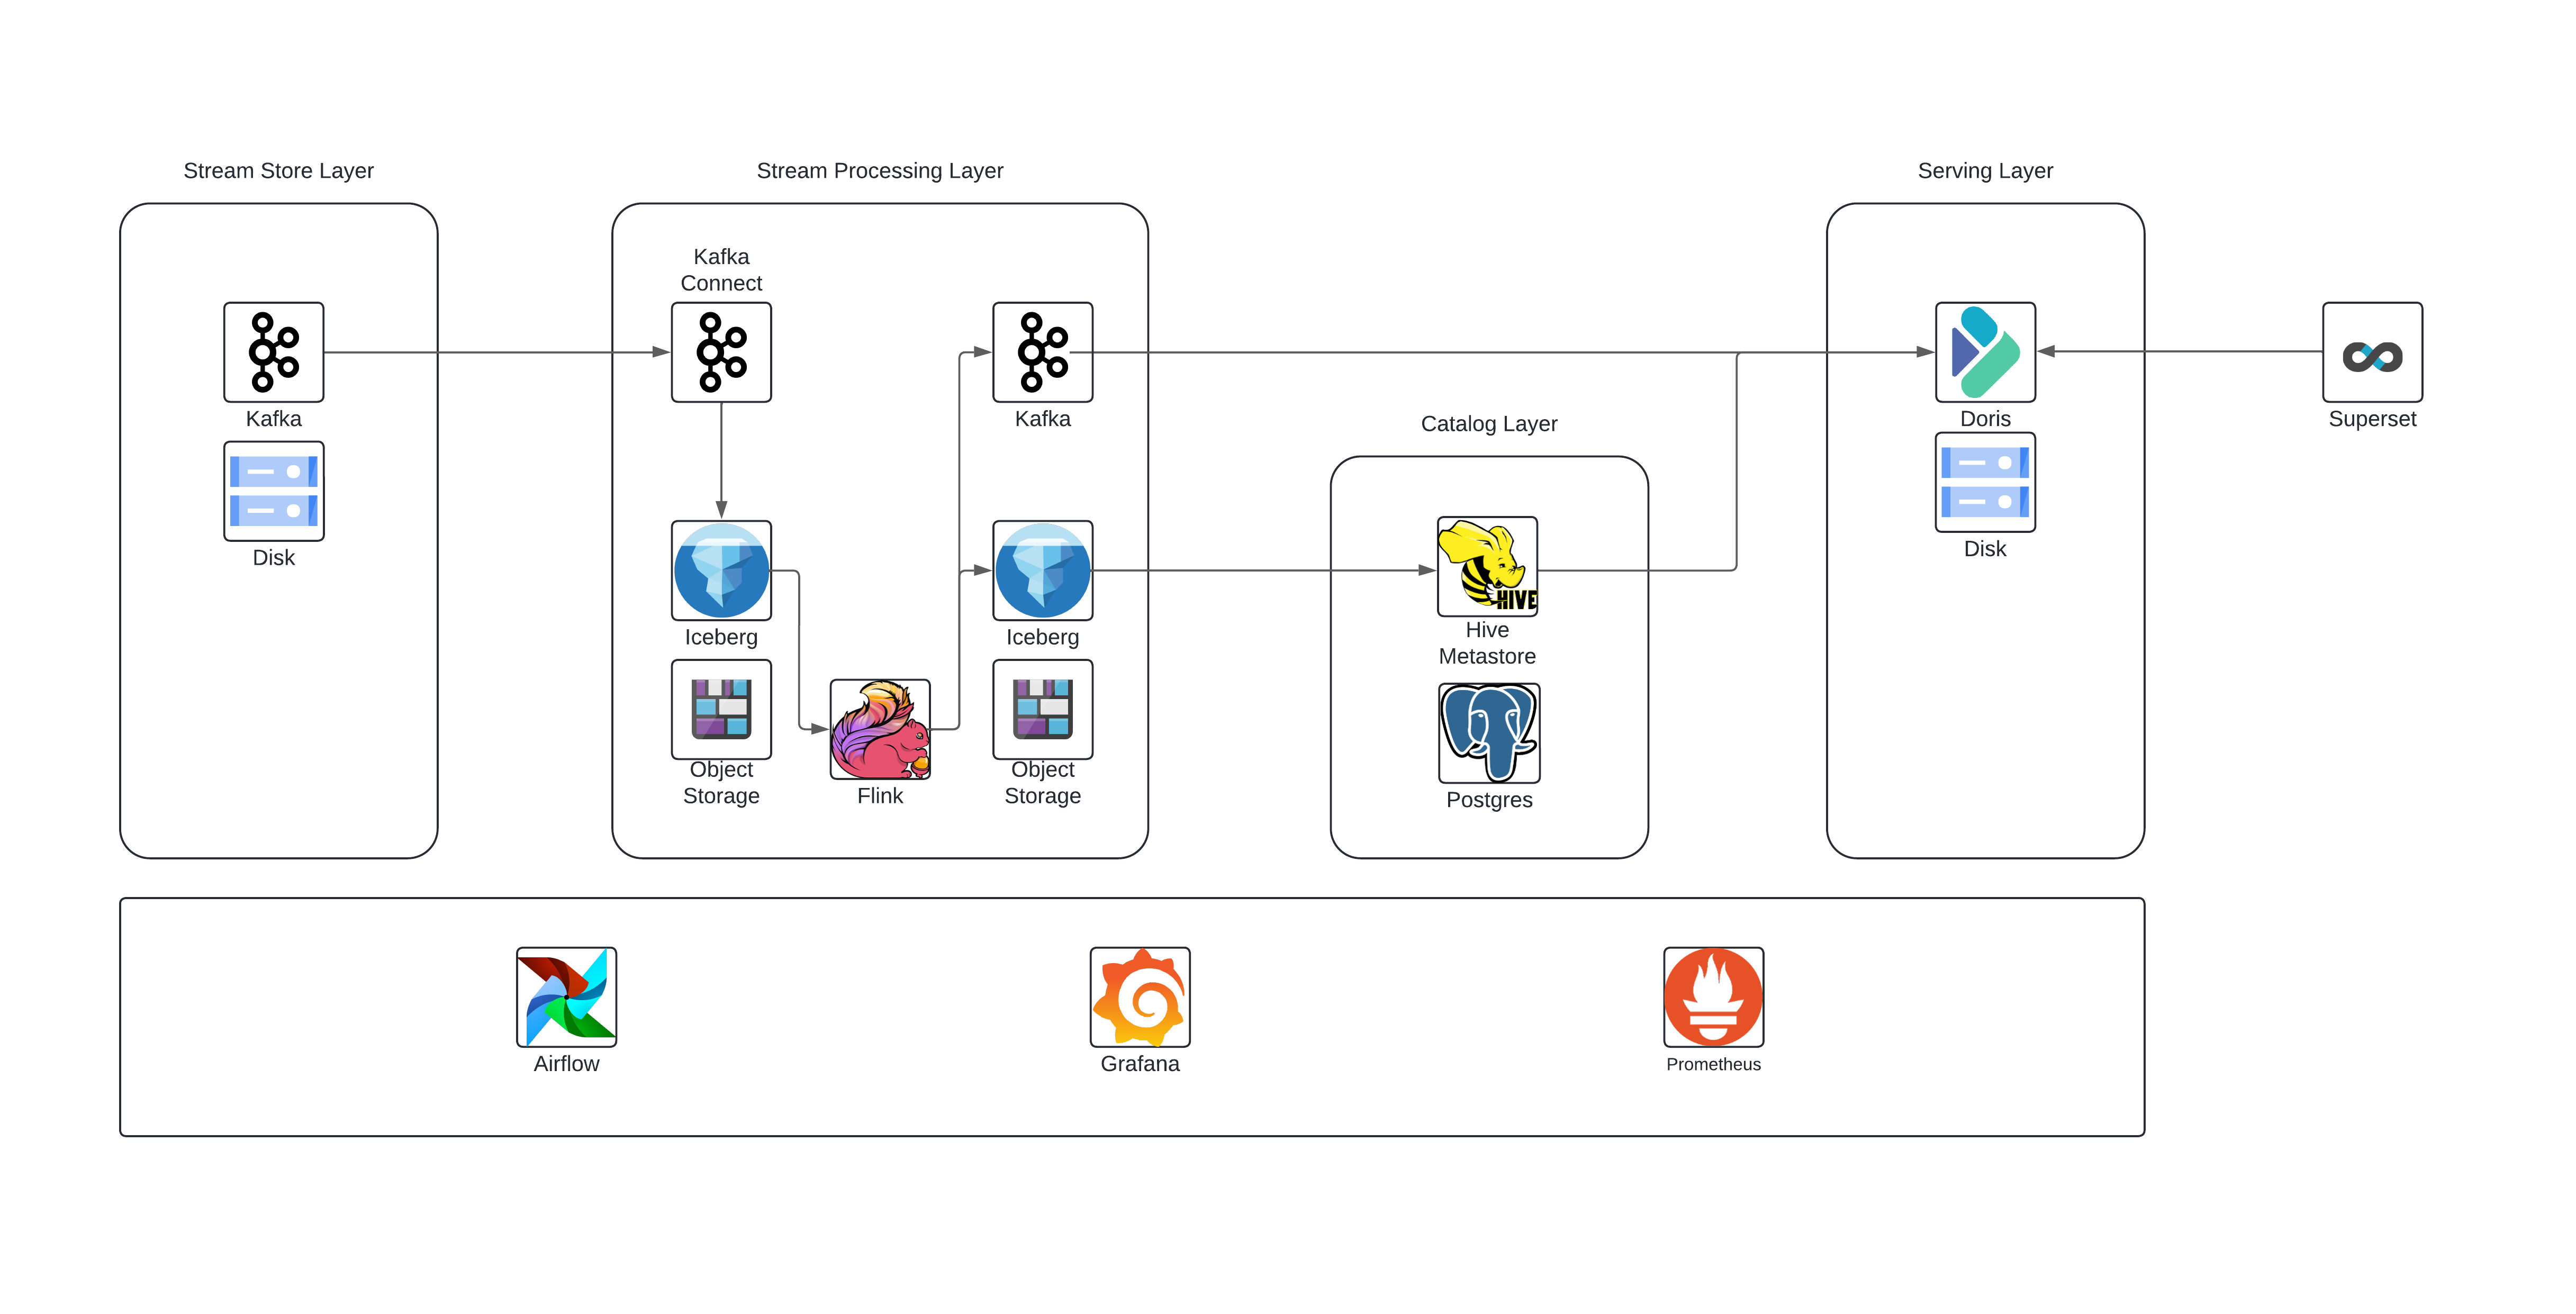 Stream Store Layer
Stream Processing Layer
Serving Layer
Kafka
Connect
Kafka
Kafka
Doris
Superset
Catalog Layer
Disk
Disk
Iceberg
Iceberg
HIVE
Hive
Metastore
Object
Storage
Flink
Object
Storage
Postgres
Airflow
Grafana
Prometheus